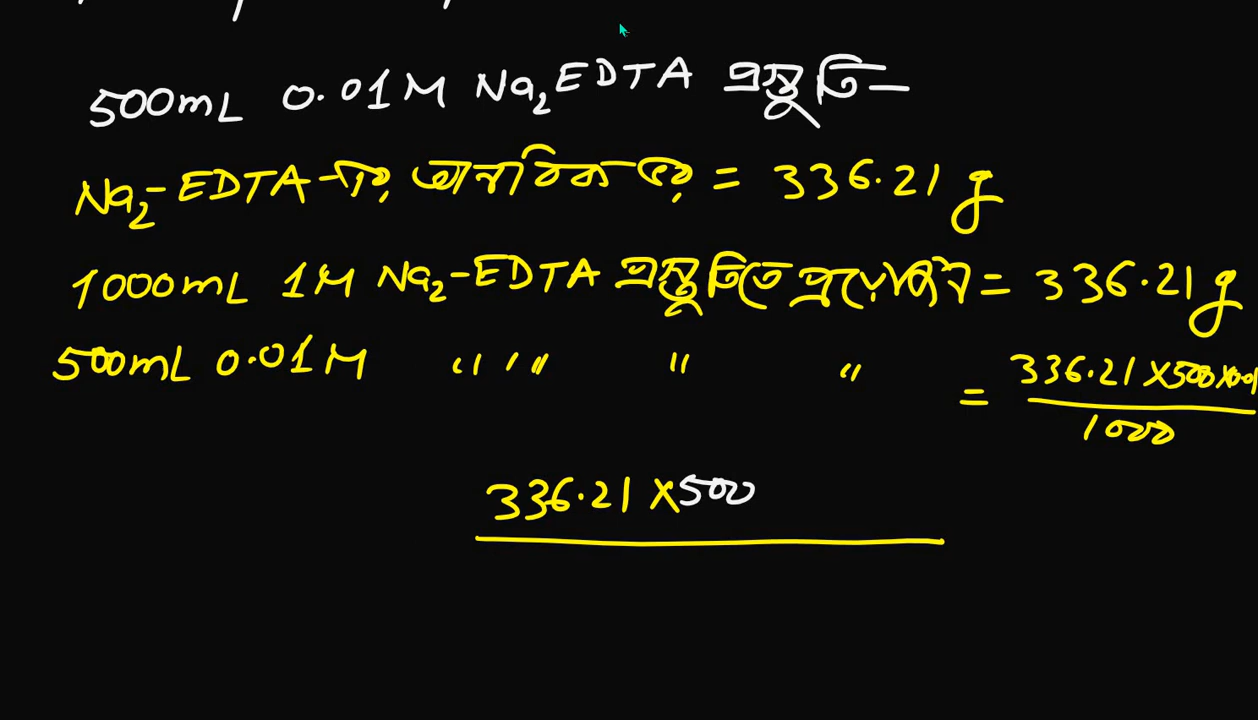 500mL 0.01M Na₂EDTA প্রস্তুতি—
Na₂-EDTA-এর আনবিক ভর = 336.21 g
1000mL 1M Na₂-EDTA প্রস্তুতিতে প্রয়োজন = 336.21 g
500mL 0.01M " " " " " = 336.21 × 500 × 0.01 / 1000
336.21 × 500